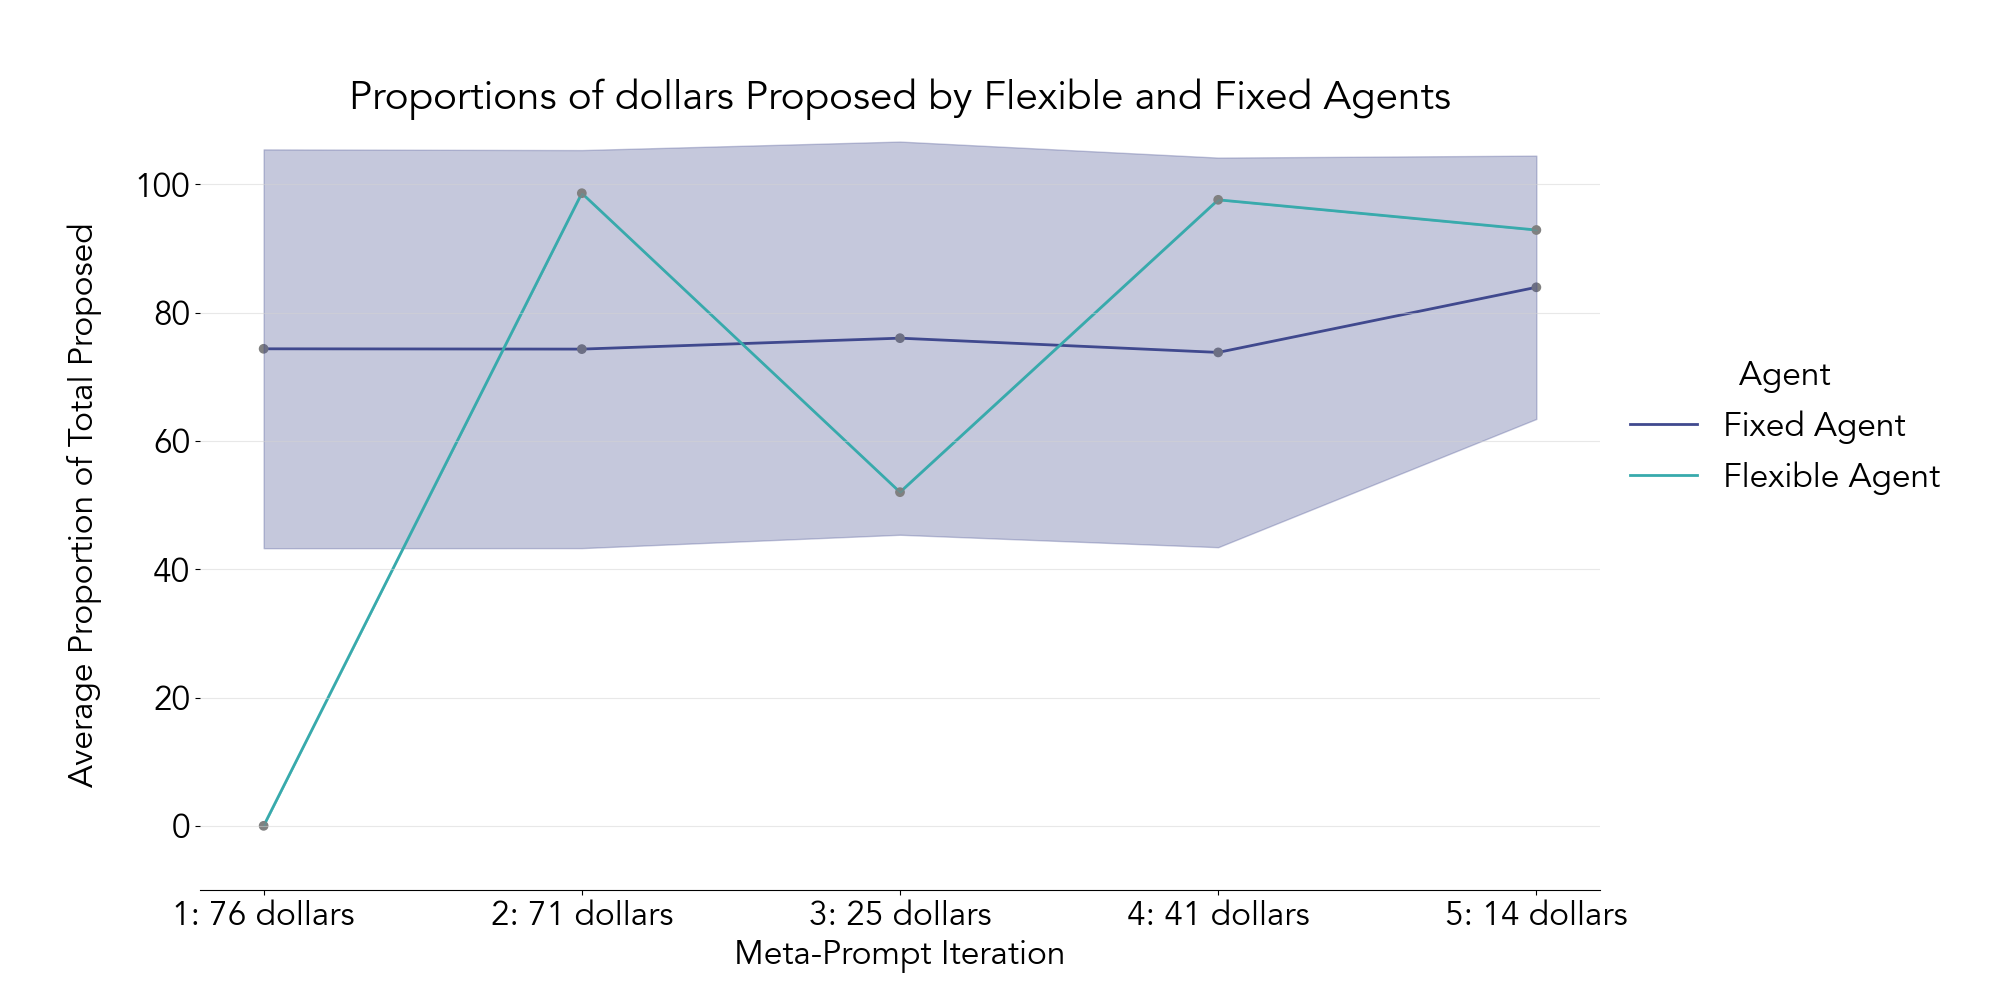 Proportions of dollars Proposed by Flexible and Fixed Agents
Average Proportion of Total Proposed
100
80
60
40
20
0
1: 76 dollars
2: 71 dollars
3: 25 dollars
4: 41 dollars
5: 14 dollars
Meta-Prompt Iteration
Agent
Fixed Agent
Flexible Agent